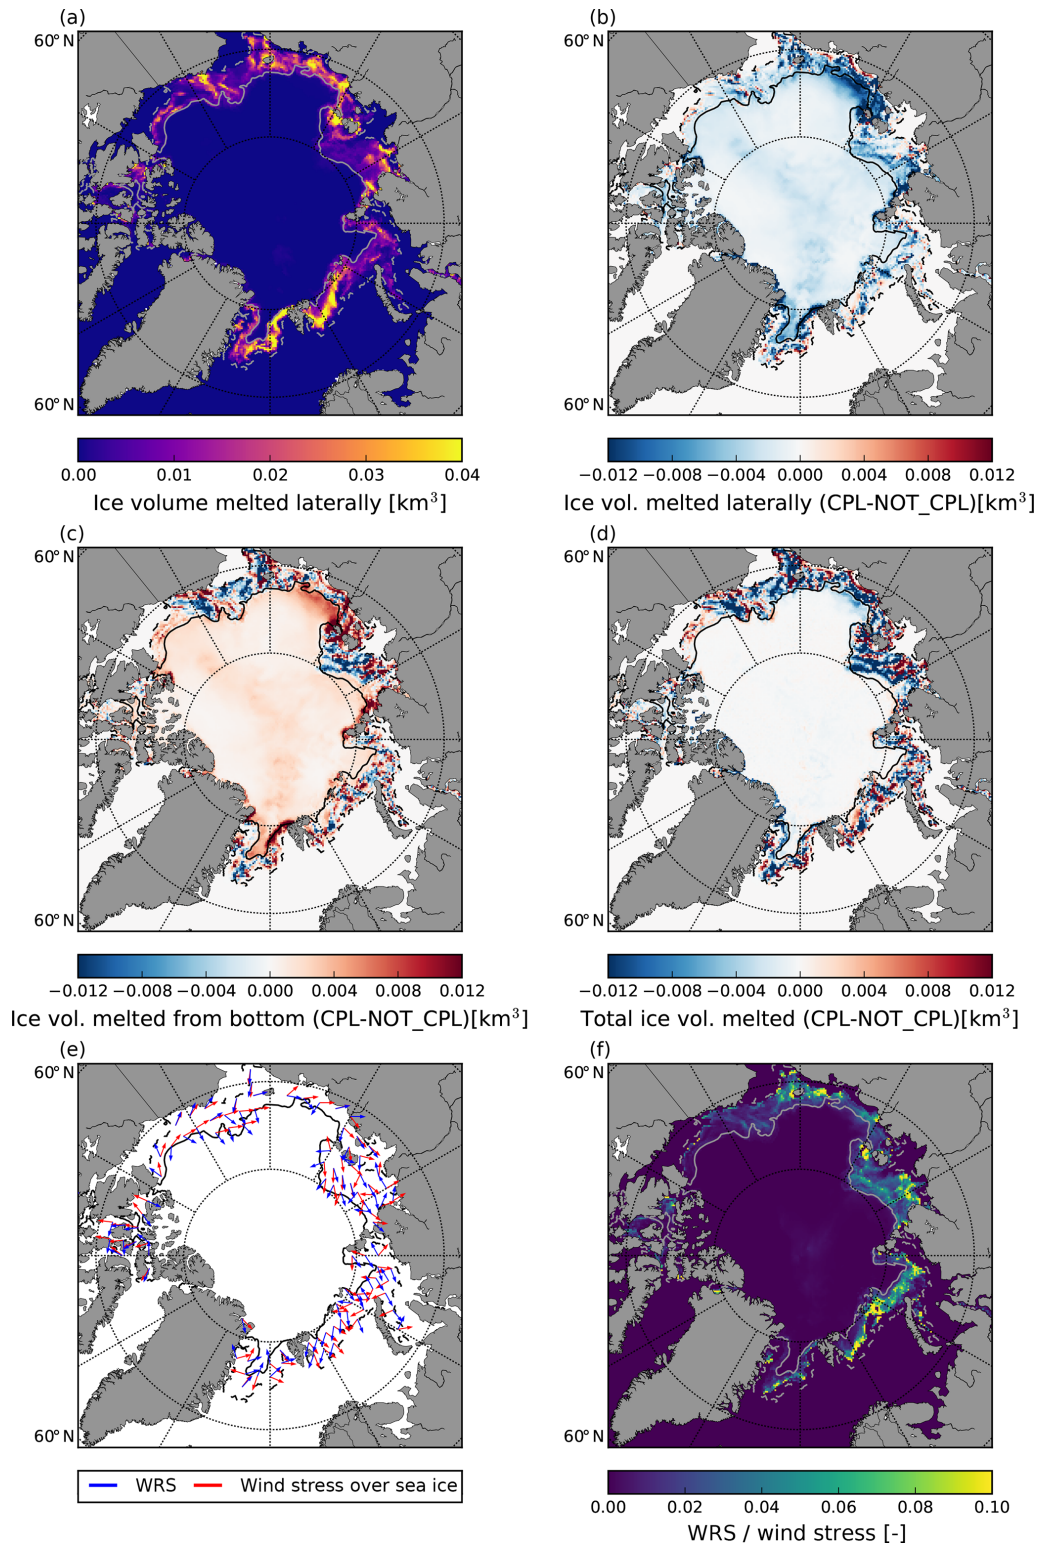 (a)
(b)
60°N
60°N
60°N
60°N
0.00 0.01 0.02 0.03 0.04
−0.012 −0.008 −0.004 0.000 0.004 0.008 0.012
Ice volume melted laterally [km³]
Ice vol. melted laterally (CPL-NOT_CPL)[km³]
(c)
(d)
60°N
60°N
60°N
60°N
−0.012 −0.008 −0.004 0.000 0.004 0.008 0.012
−0.012 −0.008 −0.004 0.000 0.004 0.008 0.012
Ice vol. melted from bottom (CPL-NOT_CPL)[km³]
Total ice vol. melted (CPL-NOT_CPL)[km³]
(e)
(f)
60°N
60°N
60°N
60°N
WRS Wind stress over sea ice
0.00 0.02 0.04 0.06 0.08 0.10
WRS / wind stress [-]